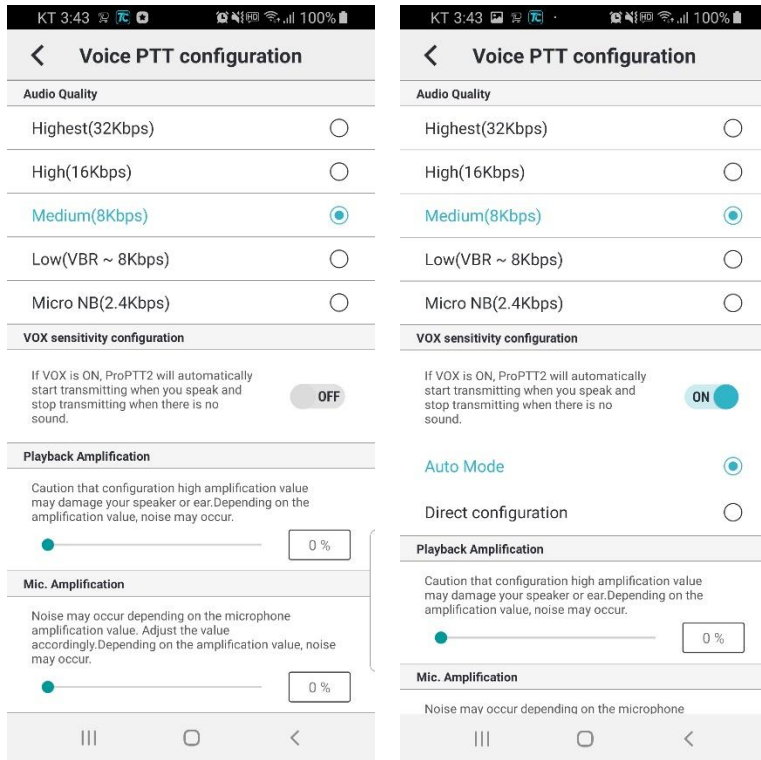 KT 3:43
100%
Voice PTT configuration
Audio Quality
Highest(32Kbps)
High(16Kbps)
Medium(8Kbps)
Low(VBR ~ 8Kbps)
Micro NB(2.4Kbps)
VOX sensitivity configuration
If VOX is ON, ProPTT2 will automatically
start transmitting when you speak and
stop transmitting when there is no
sound.
OFF
Playback Amplification
Caution that configuration high amplification value
may damage your speaker or ear.Depending on the
amplification value, noise may occur.
0 %
Mic. Amplification
Noise may occur depending on the microphone
amplification value. Adjust the value
accordingly.Depending on the amplification value, noise
may occur.
0 %
KT 3:43
100%
Voice PTT configuration
Audio Quality
Highest(32Kbps)
High(16Kbps)
Medium(8Kbps)
Low(VBR ~ 8Kbps)
Micro NB(2.4Kbps)
VOX sensitivity configuration
If VOX is ON, ProPTT2 will automatically
start transmitting when you speak and
stop transmitting when there is no
sound.
ON
Auto Mode
Direct configuration
Playback Amplification
Caution that configuration high amplification value
may damage your speaker or ear.Depending on the
amplification value, noise may occur.
0 %
Mic. Amplification
Noise may occur depending on the microphone